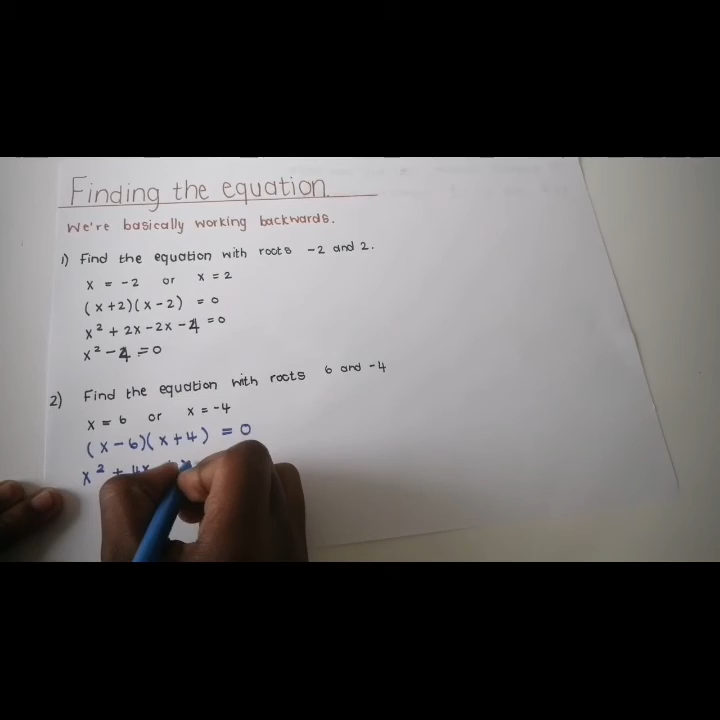 Finding the equation
We're basically working backwards.
1) Find the equation with roots -2 and 2.
x = -2 or x = 2
(x+2)(x-2) = 0
x² + 2x - 2x - 4 = 0
x² - 4 = 0
2) Find the equation with roots 6 and -4
x = 6 or x = -4
(x-6)(x+4) = 0
x² + 4x